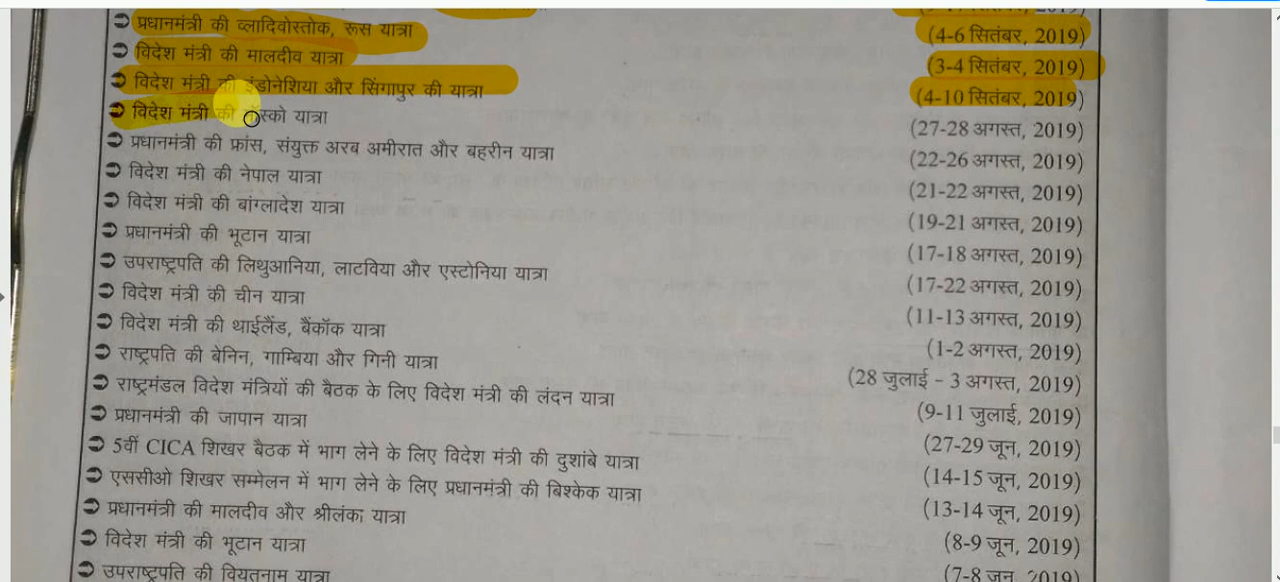 ➲ प्रधानमंत्री की व्लादिवोस्तोक, रूस यात्रा (4-6 सितंबर, 2019)
➲ विदेश मंत्री की मालदीव यात्रा (3-4 सितंबर, 2019)
➲ विदेश मंत्री की इंडोनेशिया और सिंगापुर की यात्रा (4-10 सितंबर, 2019)
➲ विदेश मंत्री की यात्रा (27-28 अगस्त, 2019)
➲ प्रधानमंत्री की फ्रांस, संयुक्त अरब अमीरात और बहरीन यात्रा (22-26 अगस्त, 2019)
➲ विदेश मंत्री की नेपाल यात्रा (21-22 अगस्त, 2019)
➲ विदेश मंत्री की बांग्लादेश यात्रा (19-21 अगस्त, 2019)
➲ प्रधानमंत्री की भूटान यात्रा (17-18 अगस्त, 2019)
➲ उपराष्ट्रपति की लिथुआनिया, लाटविया और एस्टोनिया यात्रा (17-22 अगस्त, 2019)
➲ विदेश मंत्री की चीन यात्रा (11-13 अगस्त, 2019)
➲ विदेश मंत्री की थाईलैंड, बैंकॉक यात्रा (1-2 अगस्त, 2019)
➲ राष्ट्रपति की बेनिन, गाम्बिया और गिनी यात्रा (28 जुलाई - 3 अगस्त, 2019)
➲ राष्ट्रमंडल विदेश मंत्रियों की बैठक के लिए विदेश मंत्री की लंदन यात्रा (9-11 जुलाई, 2019)
➲ प्रधानमंत्री की जापान यात्रा (27-29 जून, 2019)
➲ 5वीं CICA शिखर बैठक में भाग लेने के लिए विदेश मंत्री की दुशांबे यात्रा (14-15 जून, 2019)
➲ एससीओ शिखर सम्मेलन में भाग लेने के लिए प्रधानमंत्री की बिश्केक यात्रा (13-14 जून, 2019)
➲ प्रधानमंत्री की मालदीव और श्रीलंका यात्रा (8-9 जून, 2019)
➲ विदेश मंत्री की भूटान यात्रा (7-8 जून, 2019)
➲ उपराष्ट्रपति की वियतनाम यात्रा